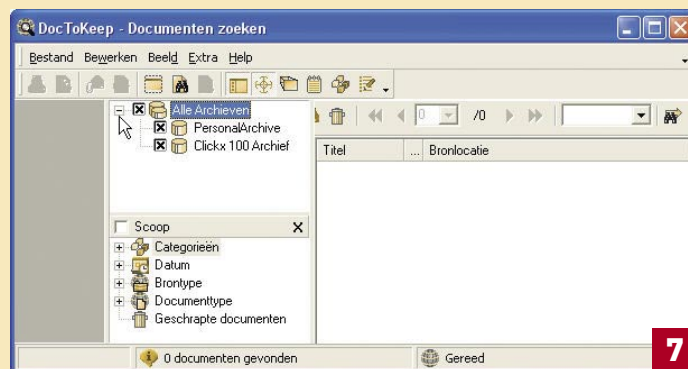 DocToKeep - Documenten zoeken
Bestand Bewerken Beeld Extra Help
Alle Archieven
PersonalArchive
Clickx 100 Archief
0 /0
Titel ... Bronlocatie
Scoop
Categorieën
Datum
Brontype
Documenttype
Geschrapte documenten
0 documenten gevonden Gereed
7